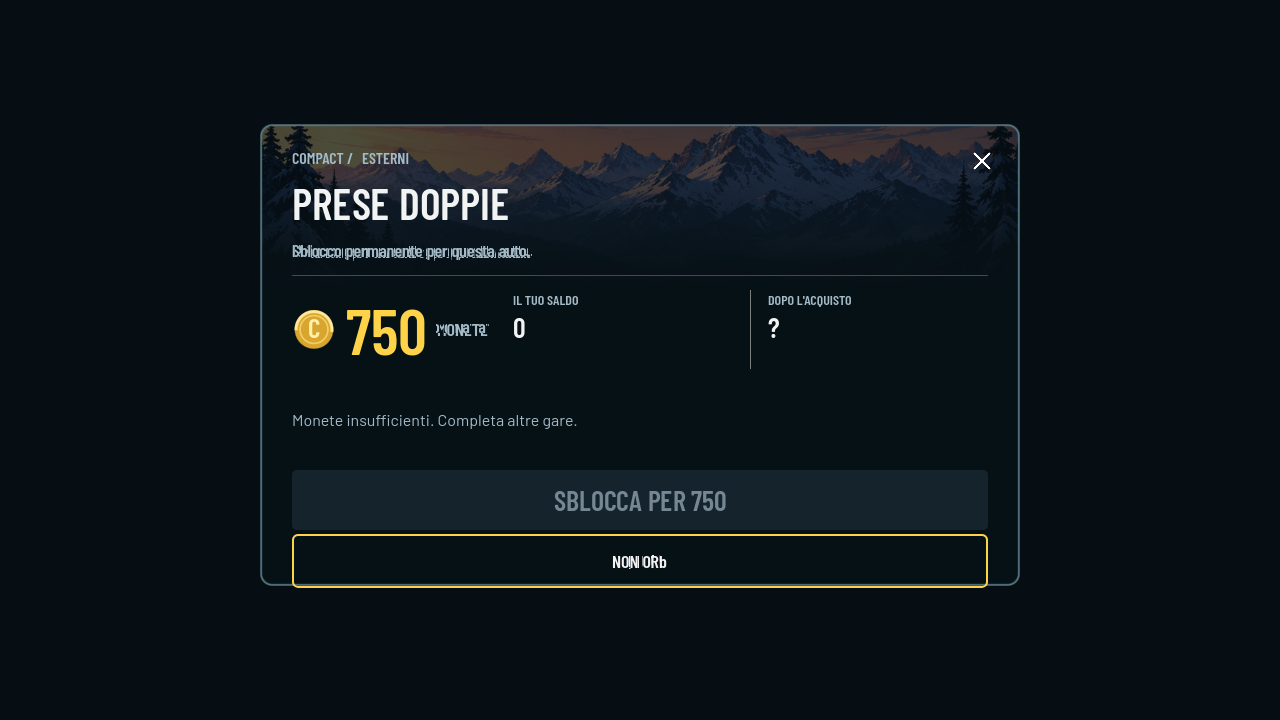 COMPACT / ESTERNI
PRESE DOPPIE
Sblocco permanente per questa auto.
C
750
IL TUO SALDO
0
DOPO L'ACQUISTO
?
Monete insufficienti. Completa altre gare.
SBLOCCA PER 750